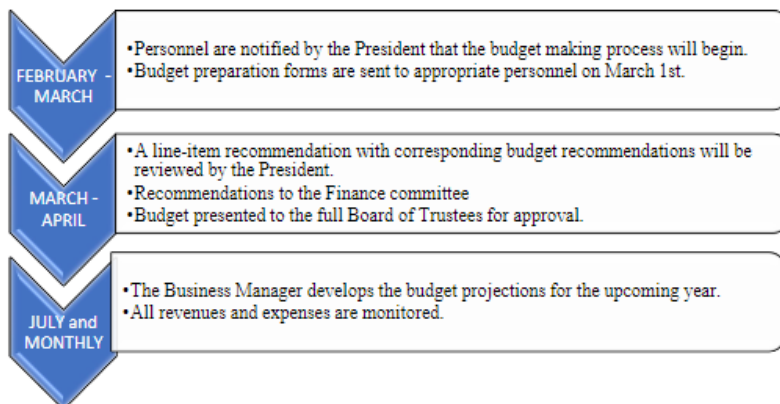 FEBRUARY -
MARCH
•Personnel are notified by the President that the budget making process will begin.
•Budget preparation forms are sent to appropriate personnel on March 1st.
MARCH -
APRIL
•A line-item recommendation with corresponding budget recommendations will be
reviewed by the President.
•Recommendations to the Finance committee
•Budget presented to the full Board of Trustees for approval.
JULY and
MONTHLY
•The Business Manager develops the budget projections for the upcoming year.
•All revenues and expenses are monitored.